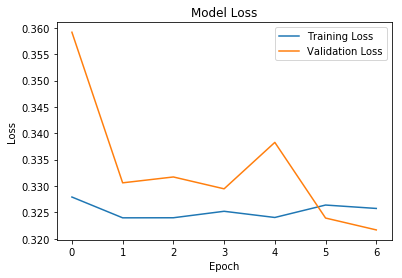 Model Loss
Training Loss
Validation Loss
0.360
0.355
0.350
0.345
0.340
0.335
0.330
0.325
0.320
Loss
0 1 2 3 4 5 6
Epoch